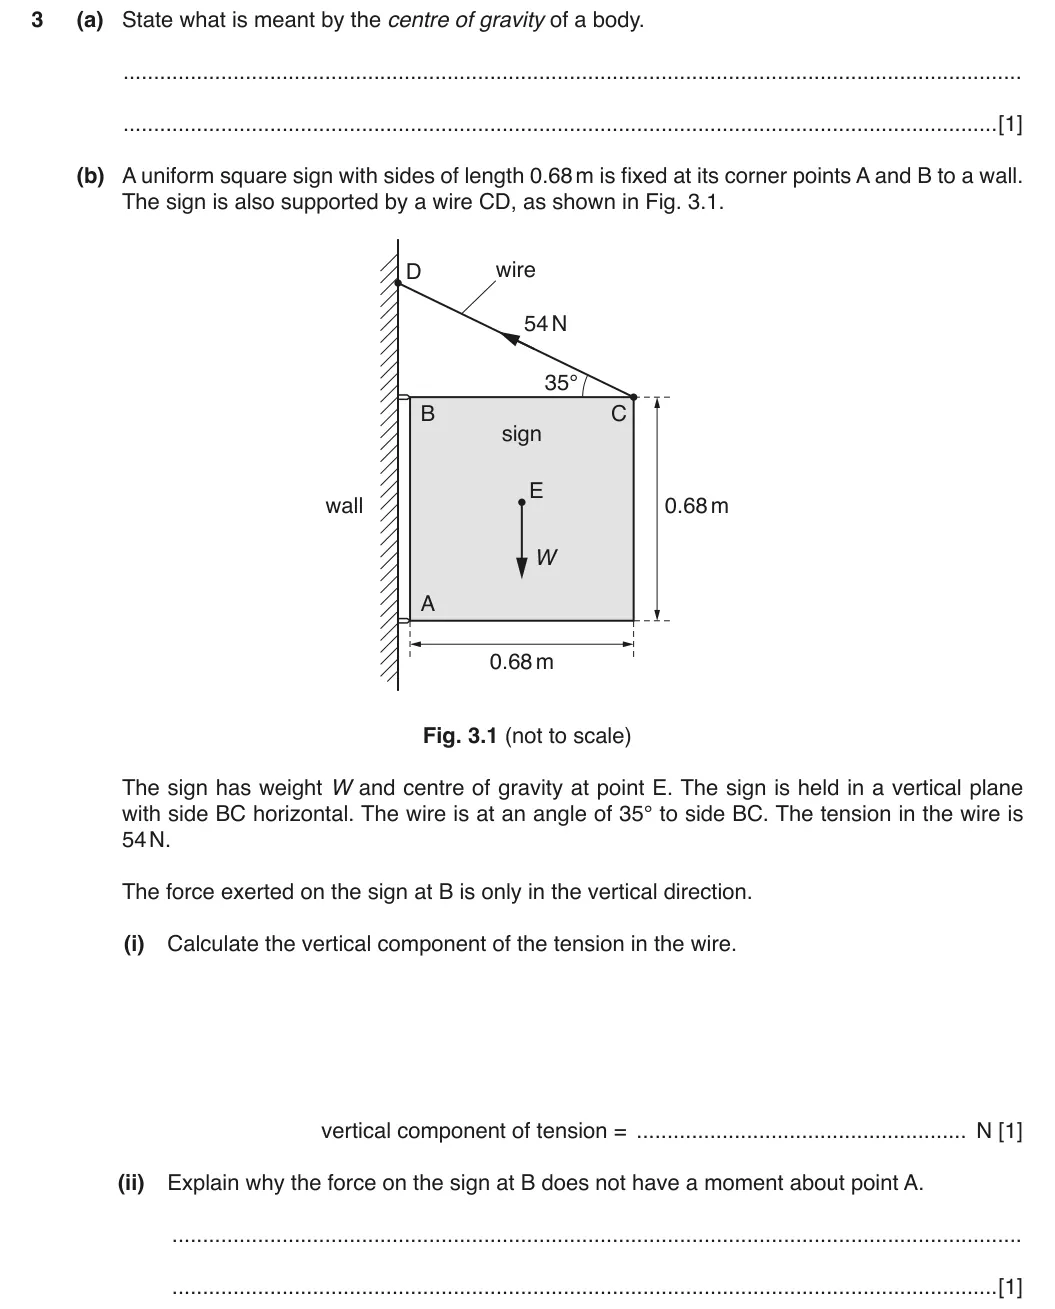 3 (a) State what is meant by the centre of gravity of a body.
..........................................................................................................................................................
.....................................................................................................................................................[1]
(b) A uniform square sign with sides of length 0.68 m is fixed at its corner points A and B to a wall.
The sign is also supported by a wire CD, as shown in Fig. 3.1.
D
wire
54 N
35°
B
C
sign
E
wall
0.68 m
W
A
0.68 m
Fig. 3.1 (not to scale)
The sign has weight W and centre of gravity at point E. The sign is held in a vertical plane
with side BC horizontal. The wire is at an angle of 35° to side BC. The tension in the wire is
54 N.
The force exerted on the sign at B is only in the vertical direction.
(i) Calculate the vertical component of the tension in the wire.
vertical component of tension = ...................................................... N [1]
(ii) Explain why the force on the sign at B does not have a moment about point A.
..................................................................................................................................................
.............................................................................................................................................[1]